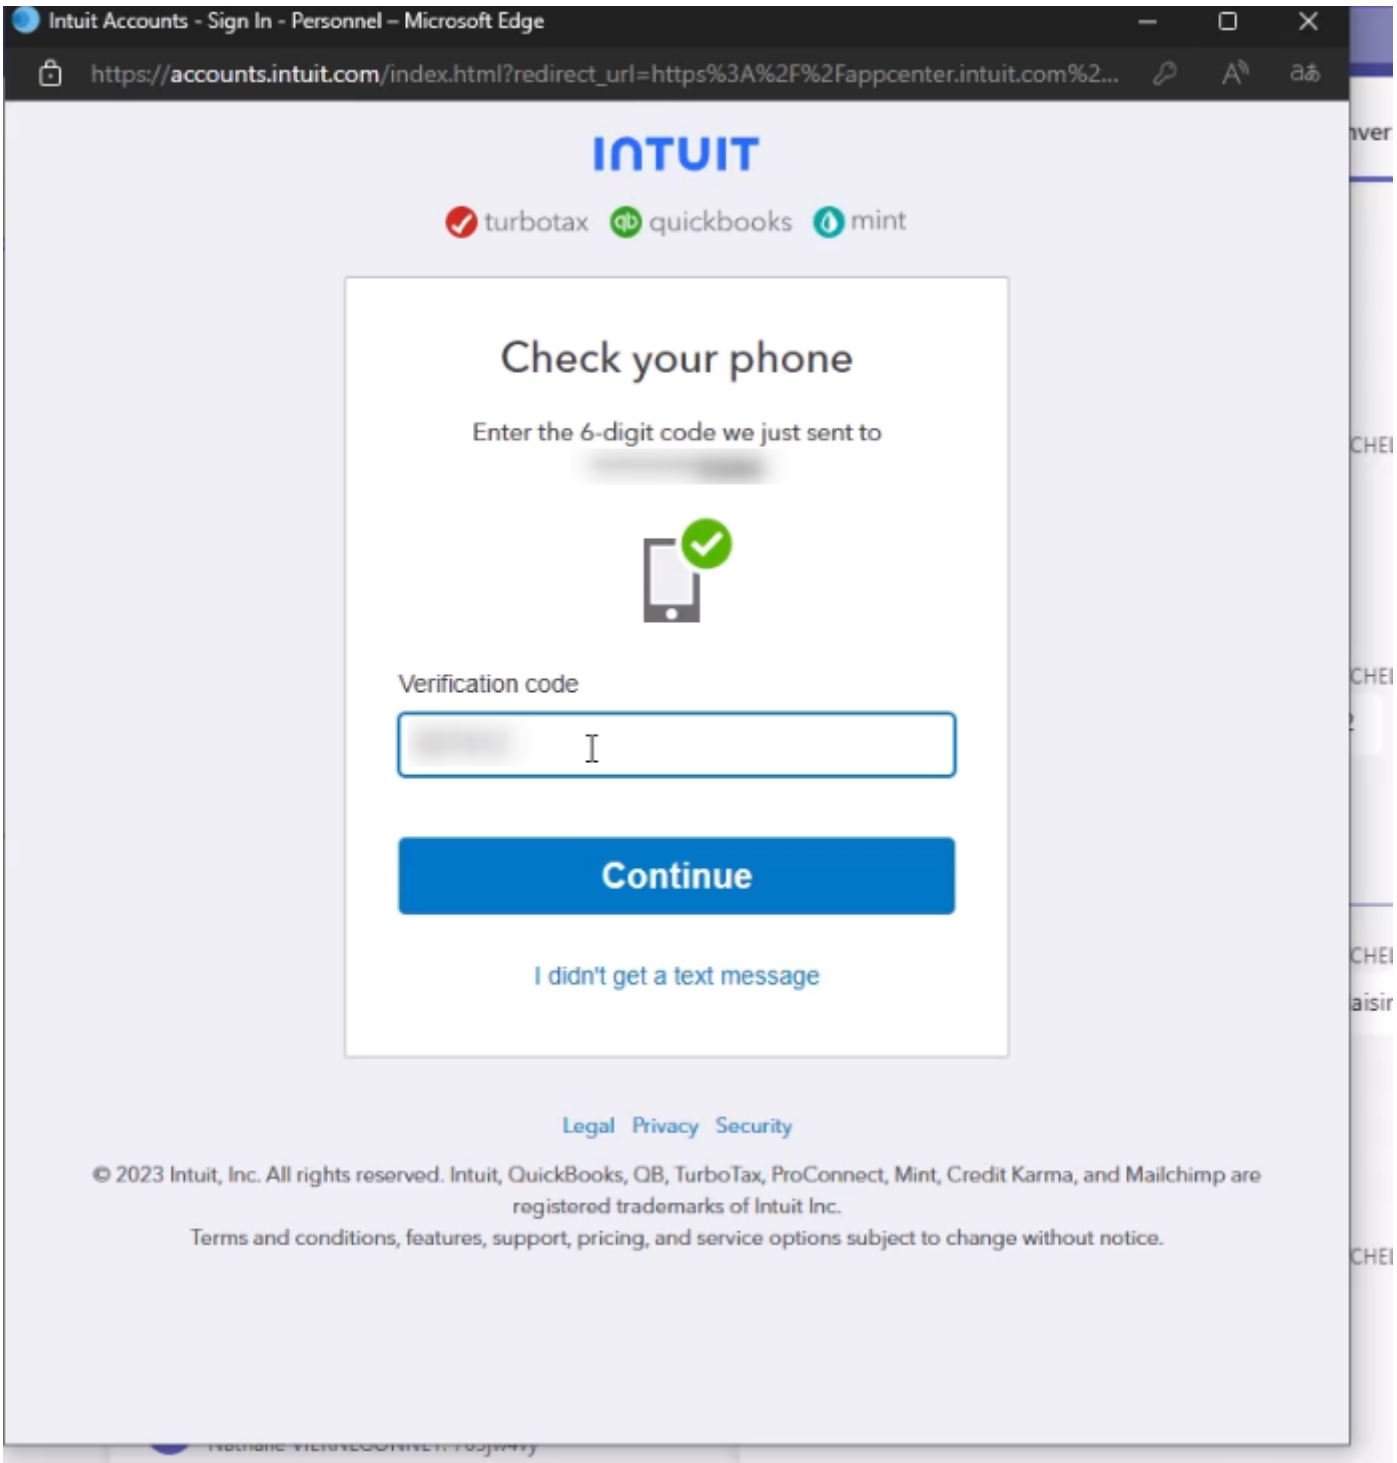 Intuit Accounts - Sign In - Personnel – Microsoft Edge
https://accounts.intuit.com/index.html?redirect_url=https%3A%2F%2Fappcenter.intuit.com%2...
INTUIT
turbotax quickbooks mint
Check your phone
Enter the 6-digit code we just sent to
Verification code
Continue
I didn't get a text message
Legal Privacy Security
© 2023 Intuit, Inc. All rights reserved. Intuit, QuickBooks, QB, TurboTax, ProConnect, Mint, Credit Karma, and Mailchimp are
registered trademarks of Intuit Inc.
Terms and conditions, features, support, pricing, and service options subject to change without notice.